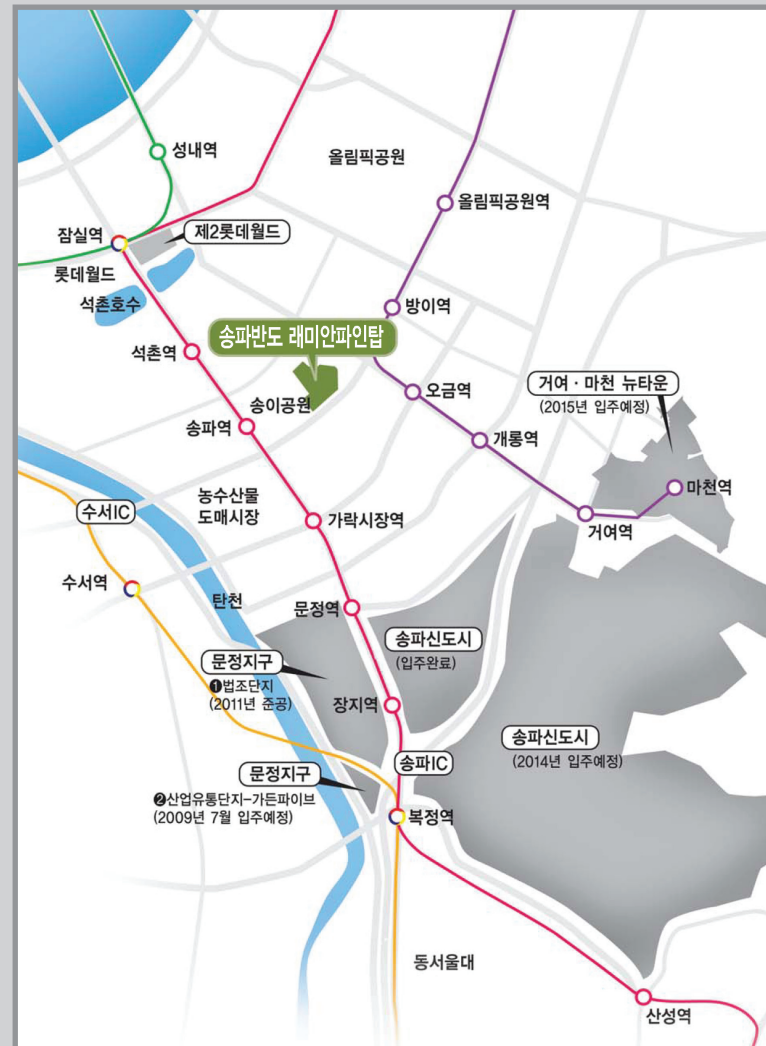 성내역
올림픽공원
올림픽공원역
잠실역
제2롯데월드
롯데월드
석촌호수
방이역
송파반도 래미안파인탑
석촌역
거여·마천 뉴타운
(2015년 입주예정)
오금역
송이공원
송파역
개롱역
마천역
농수산물
도매시장
수서IC
가락시장역
거여역
수서역
탄천
문정역
송파신도시
(입주완료)
문정지구
❶법조단지
(2011년 준공)
장지역
송파신도시
(2014년 입주예정)
송파IC
문정지구
❷산업유통단지-가든파이브
(2009년 7월 입주예정)
복정역
동서울대
산성역